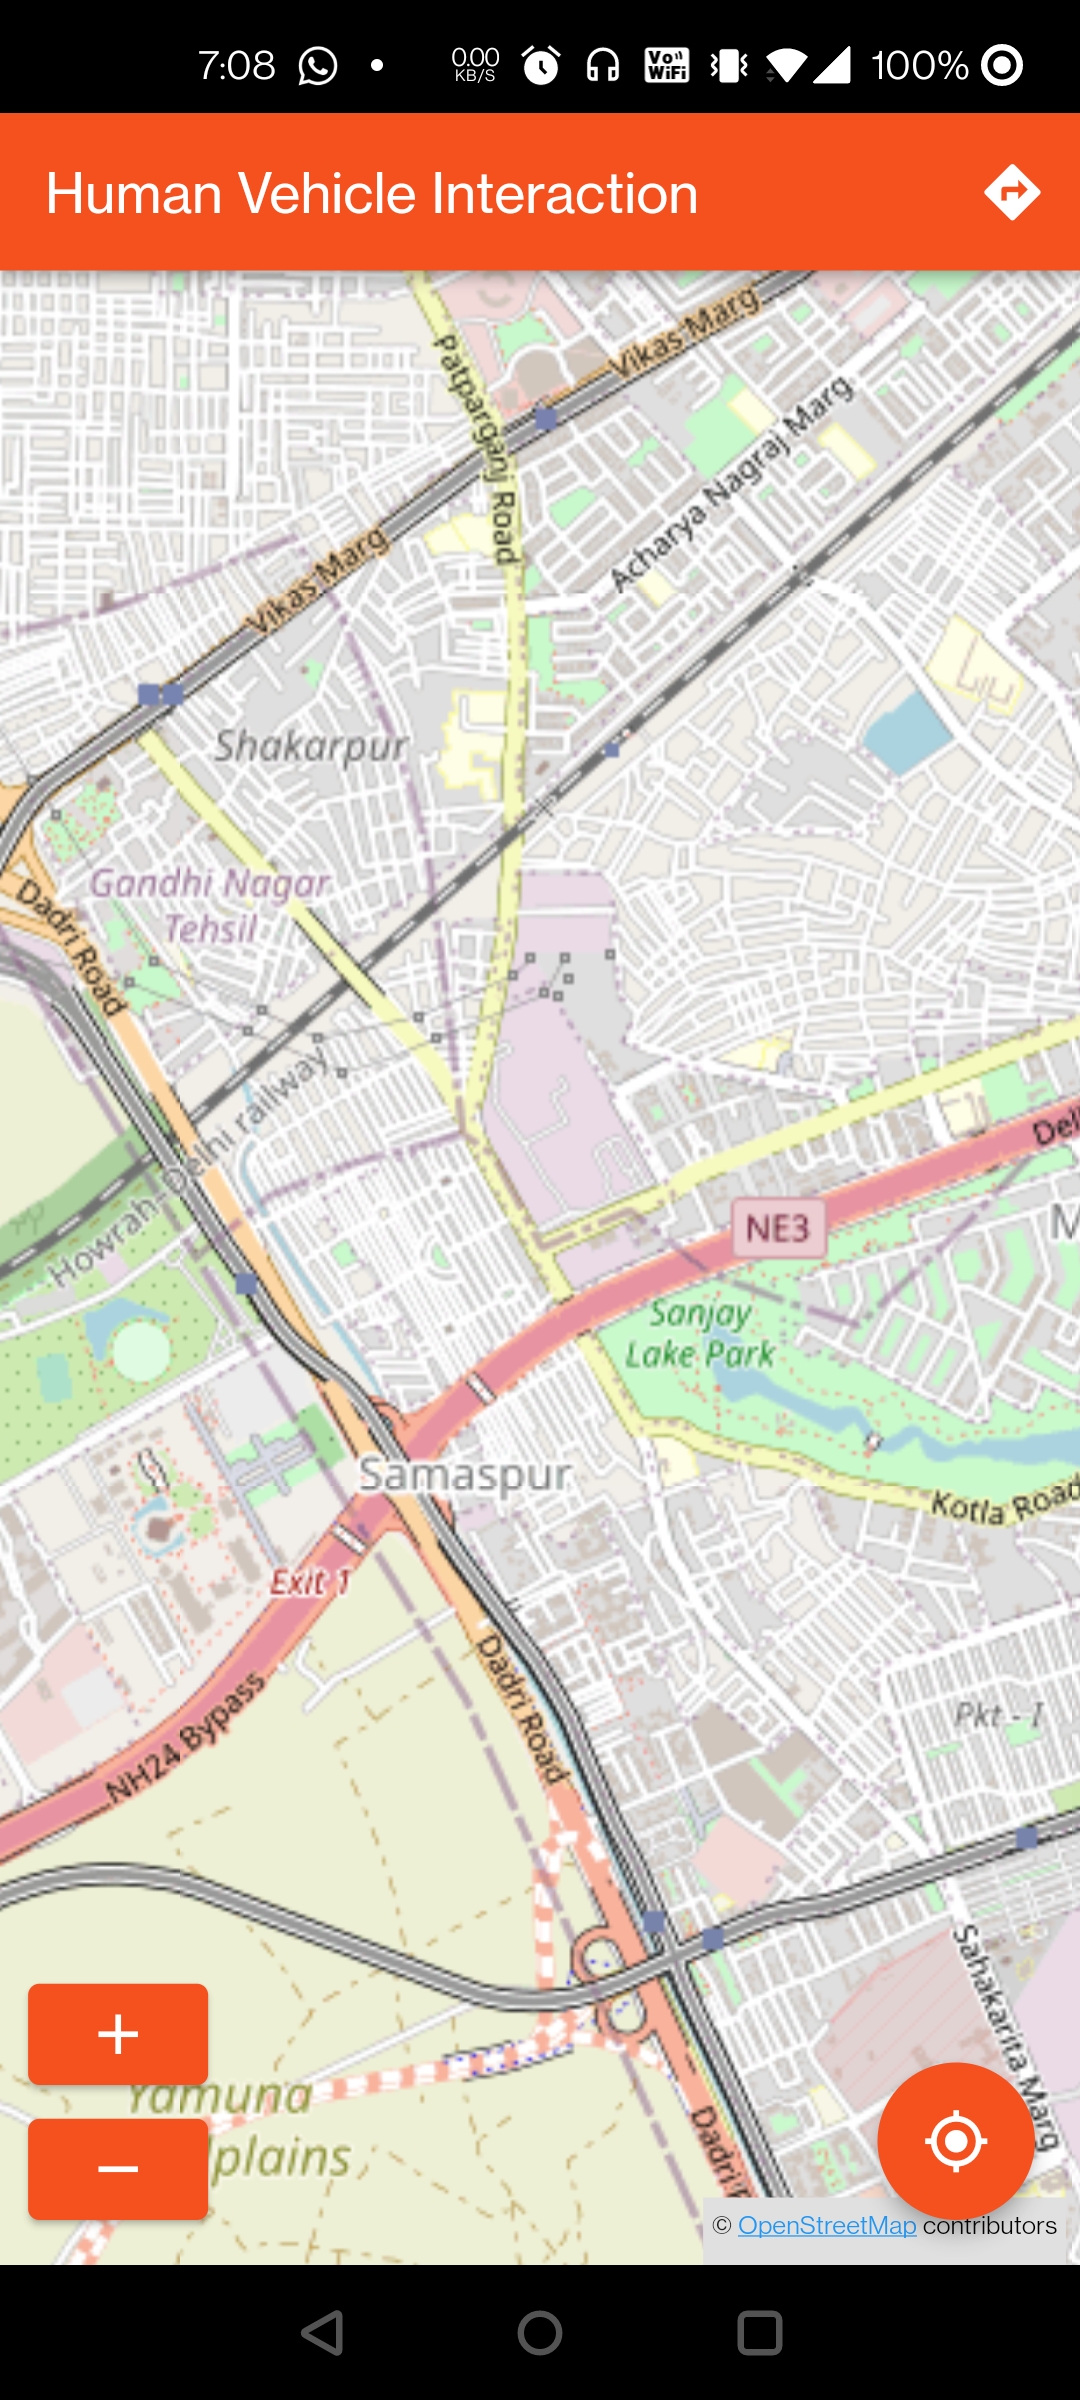 7:08
0.00
KB/S
Vo))
WiFi
100%
Human Vehicle Interaction
Vikas Marg
Patparganj Road
Acharya Nagraj Marg
Vikas Marg
Shakarpur
Gandhi Nagar
Tehsil
Dadri Road
Howrah-Delhi railway
Del
NE3
M
Sanjay
Lake Park
Samaspur
Kotla Road
Exit 1
Dadri Road
NH24 Bypass
Pkt - I
Sahakarita Marg
Yamuna
dplains
Dadri R
© OpenStreetMap contributors